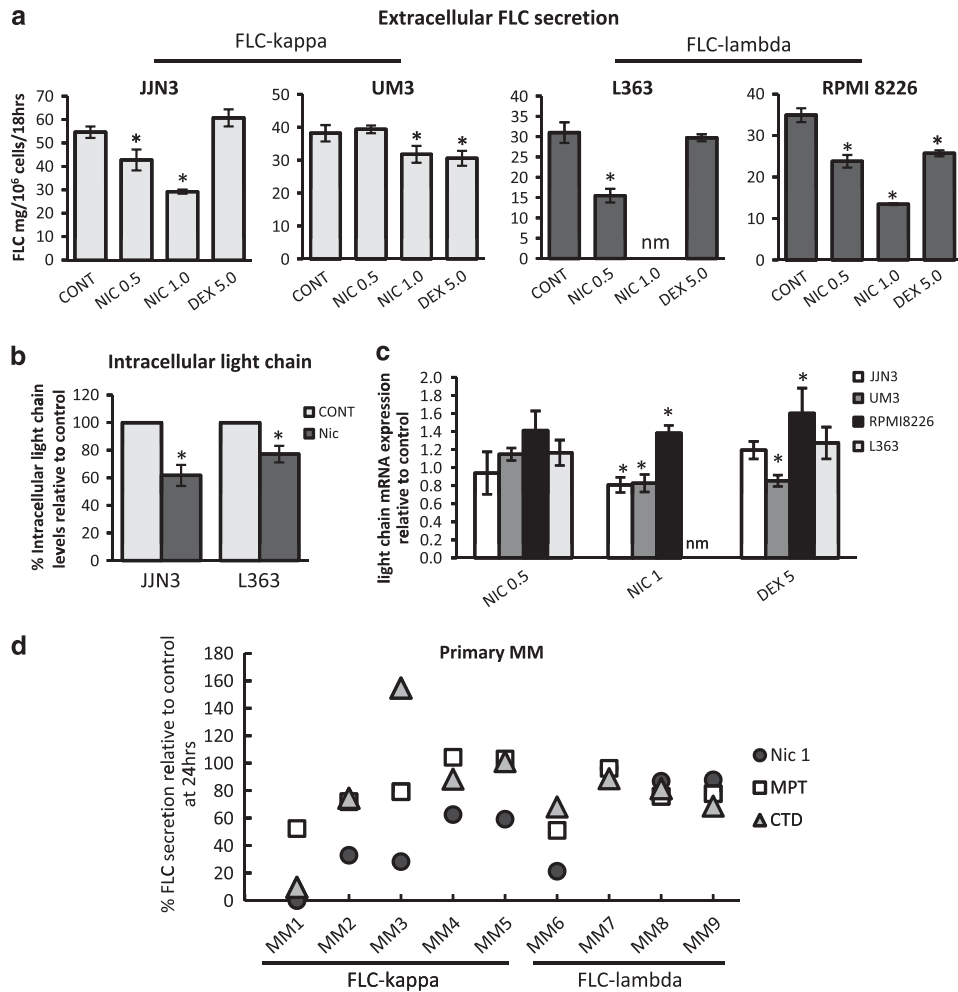 a
Extracellular FLC secretion
FLC-kappa
FLC-lambda
JJN3
UM3
L363
RPMI 8226
FLC mg/10⁶ cells/18hrs
70
60
50
40
30
20
10
0
*
*
CONT
NIC 0.5
NIC 1.0
DEX 5.0
50
40
30
20
10
0
*
*
CONT
NIC 0.5
NIC 1.0
DEX 5.0
40
35
30
25
20
15
10
5
0
*
nm
CONT
NIC 0.5
NIC 1.0
DEX 5.0
40
30
20
10
0
*
*
*
CONT
NIC 0.5
NIC 1.0
DEX 5.0
b
Intracellular light chain
% Intracellular light chain
levels relative to control
120
100
80
60
40
20
0
*
*
CONT
Nic
JJN3
L363
c
light chain mRNA expression
relative to control
2.0
1.8
1.6
1.4
1.2
1.0
0.8
0.6
0.4
0.2
0.0
*
*
*
nm
*
*
JJN3
UM3
RPMI8226
L363
NIC 0.5
NIC 1
DEX 5
d
Primary MM
% FLC secretion relative to control
at 24hrs
180
160
140
120
100
80
60
40
20
0
Nic 1
MPT
CTD
MM1
MM2
MM3
MM4
MM5
MM6
MM7
MM8
MM9
FLC-kappa
FLC-lambda